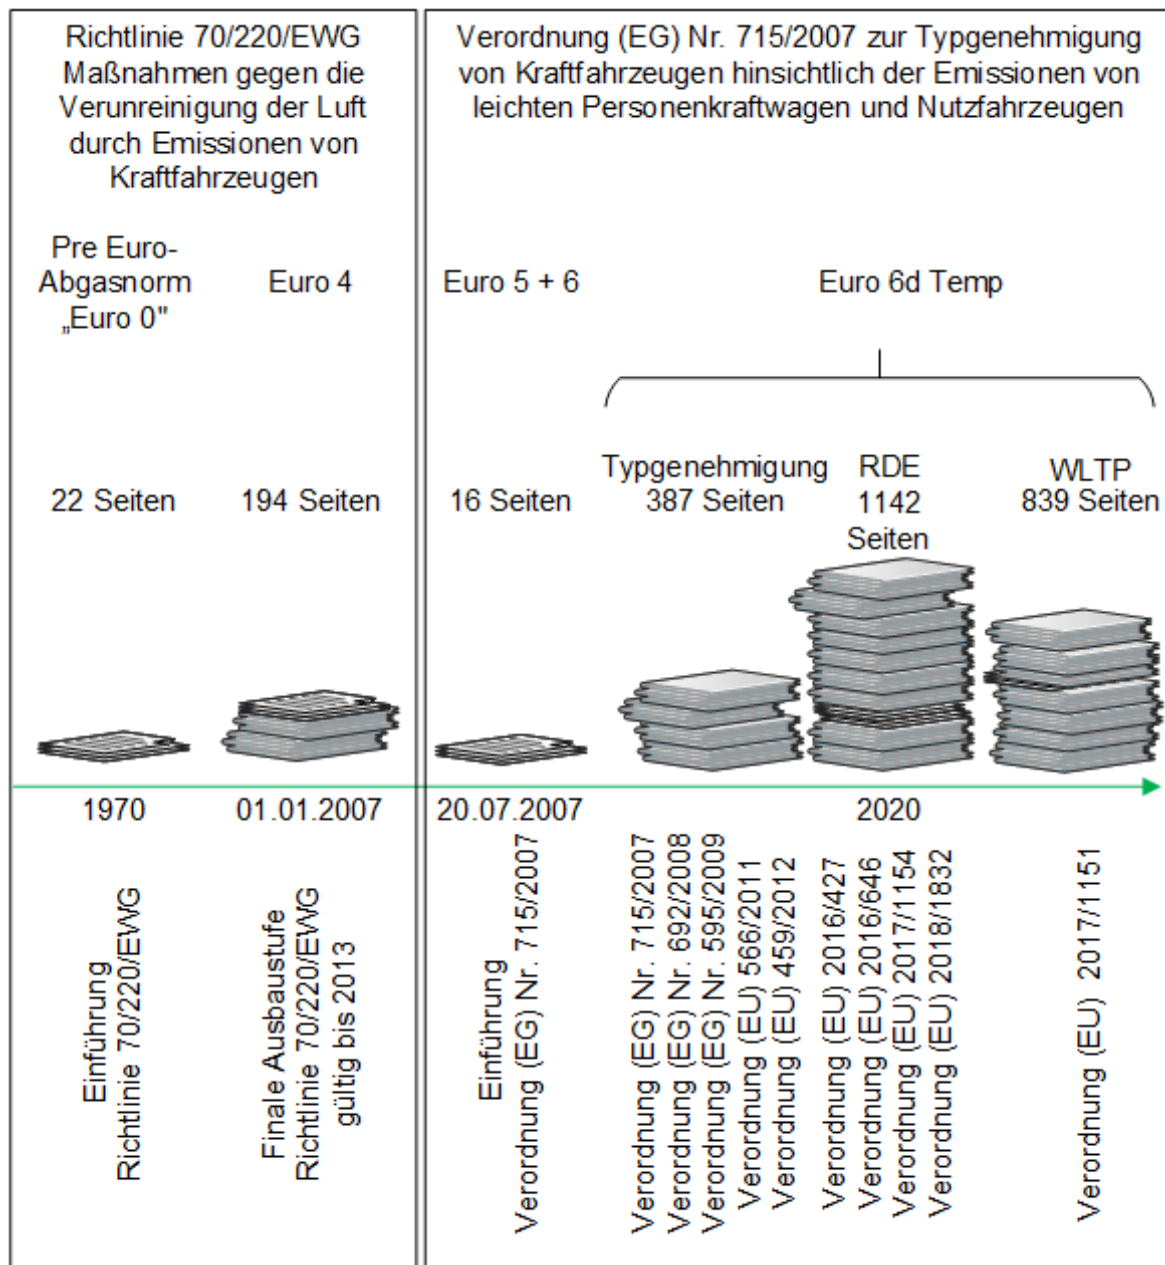 Richtlinie 70/220/EWG
Maßnahmen gegen die
Verunreinigung der Luft
durch Emissionen von
Kraftfahrzeugen
Verordnung (EG) Nr. 715/2007 zur Typgenehmigung
von Kraftfahrzeugen hinsichtlich der Emissionen von
leichten Personenkraftwagen und Nutzfahrzeugen
Pre Euro-
Abgasnorm
„Euro 0"
Euro 4
Euro 5 + 6
Euro 6d Temp
22 Seiten
194 Seiten
16 Seiten
Typgenehmigung
387 Seiten
RDE
1142
Seiten
WLTP
839 Seiten
1970
01.01.2007
20.07.2007
2020
Einführung
Richtlinie 70/220/EWG
Finale Ausbaustufe
Richtlinie 70/220/EWG
gültig bis 2013
Einführung
Verordnung (EG) Nr. 715/2007
Verordnung (EG) Nr. 715/2007
Verordnung (EG) Nr. 692/2008
Verordnung (EG) Nr. 595/2009
Verordnung (EU) 566/2011
Verordnung (EU) 459/2012
Verordnung (EU) 2016/427
Verordnung (EU) 2016/646
Verordnung (EU) 2017/1154
Verordnung (EU) 2018/1832
Verordnung (EU) 2017/1151